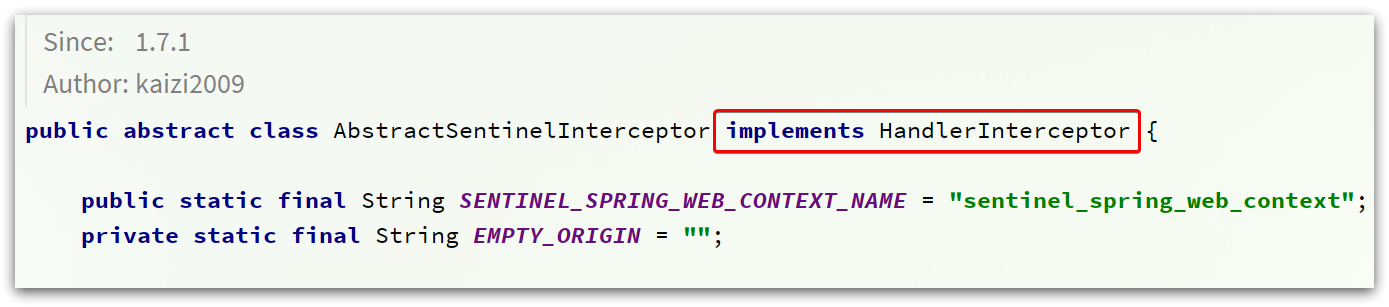 Since: 1.7.1
Author: kaizi2009
public abstract class AbstractSentinelInterceptor implements HandlerInterceptor {
public static final String SENTINEL_SPRING_WEB_CONTEXT_NAME = "sentinel_spring_web_context";
private static final String EMPTY_ORIGIN = "";